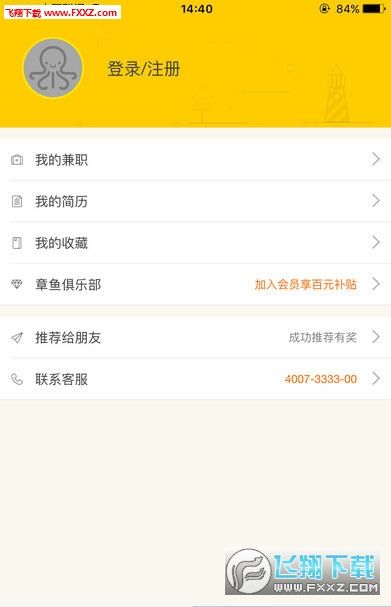 飞翔下载 www.FXXZ.com
14:40
84%
登录/注册
我的兼职
我的简历
我的收藏
章鱼俱乐部 加入会员享百元补贴
推荐给朋友 成功推荐有奖
联系客服 4007-3333-00
飞翔下载
WWW.FXXZ.COM